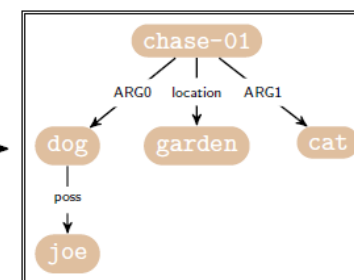 chase-01
ARG0 location ARG1
dog garden cat
poss
joe